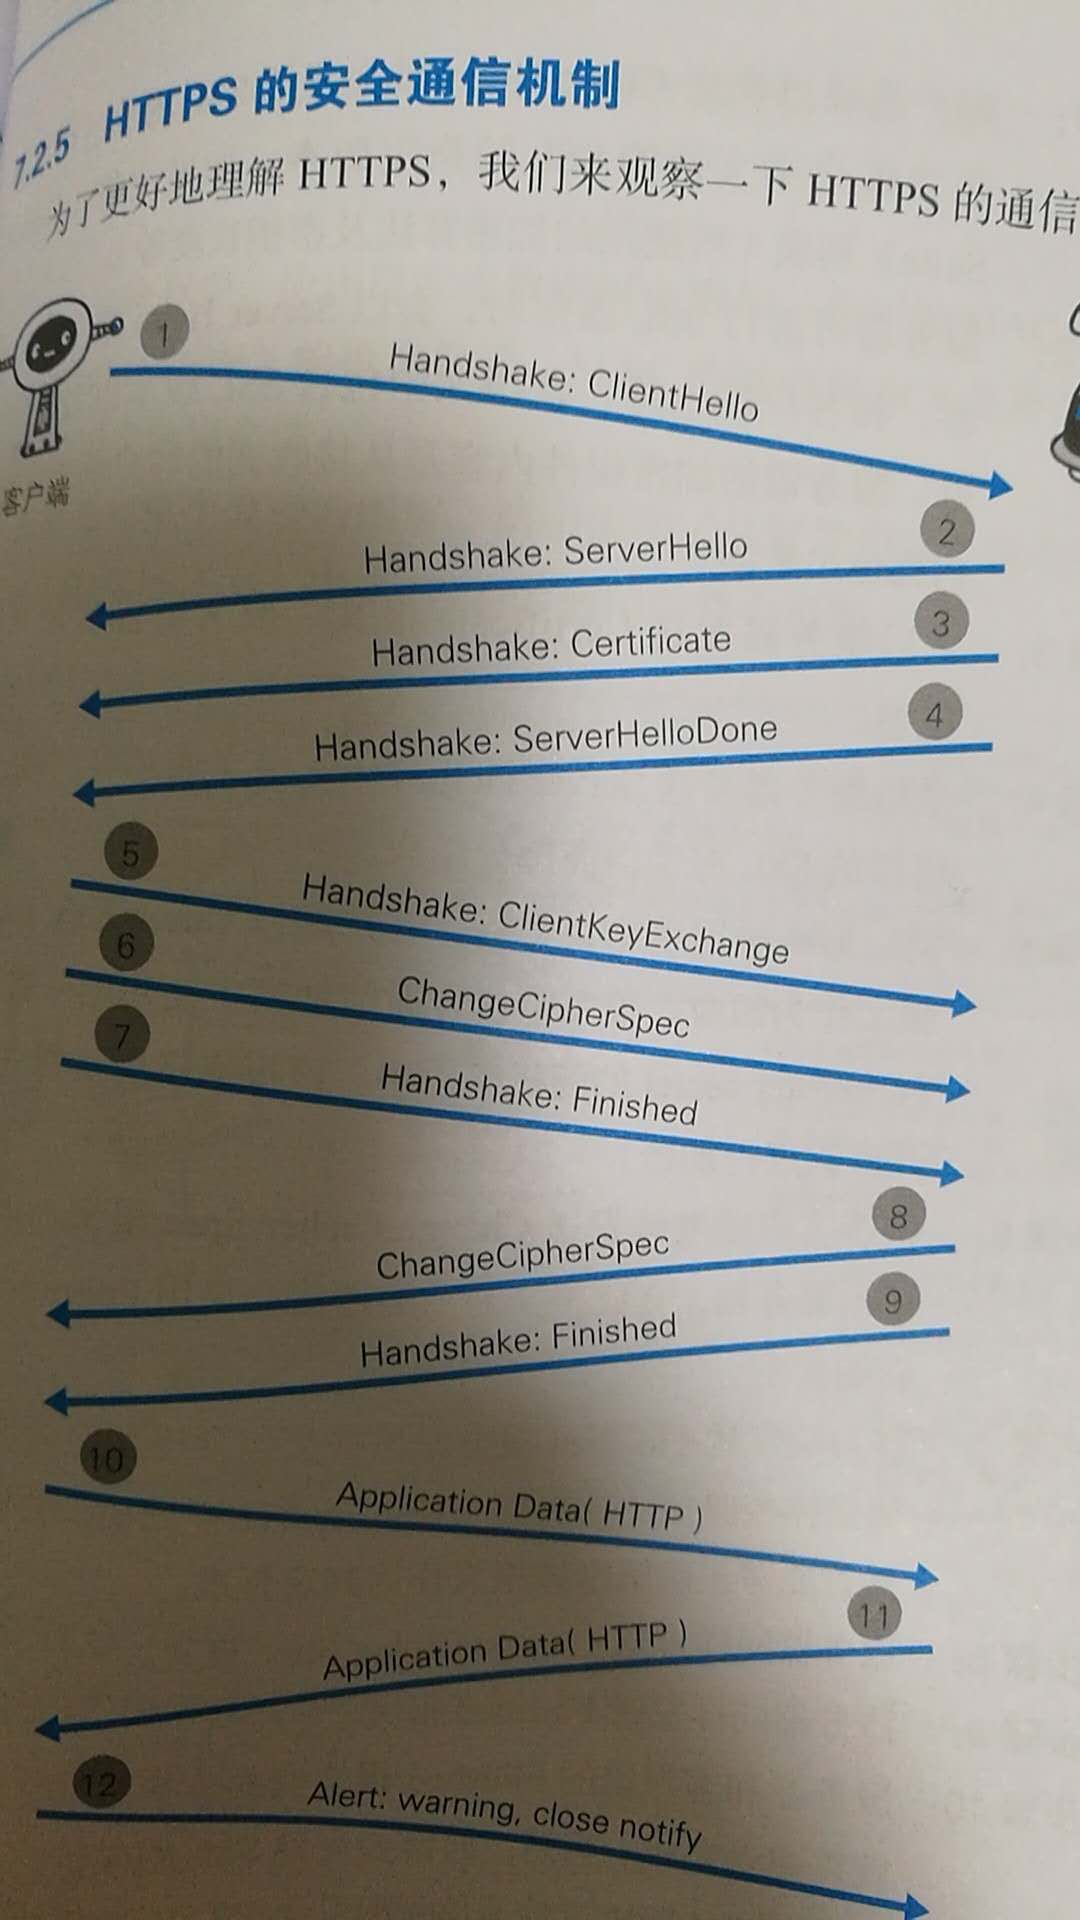 7.2.5 HTTPS 的安全通信机制
为了更好地理解 HTTPS，我们来观察一下 HTTPS 的通信
1
Handshake: ClientHello
客户端
2
Handshake: ServerHello
3
Handshake: Certificate
4
Handshake: ServerHelloDone
5
Handshake: ClientKeyExchange
6
ChangeCipherSpec
7
Handshake: Finished
8
ChangeCipherSpec
9
Handshake: Finished
10
Application Data( HTTP )
11
Application Data( HTTP )
12
Alert: warning, close notify